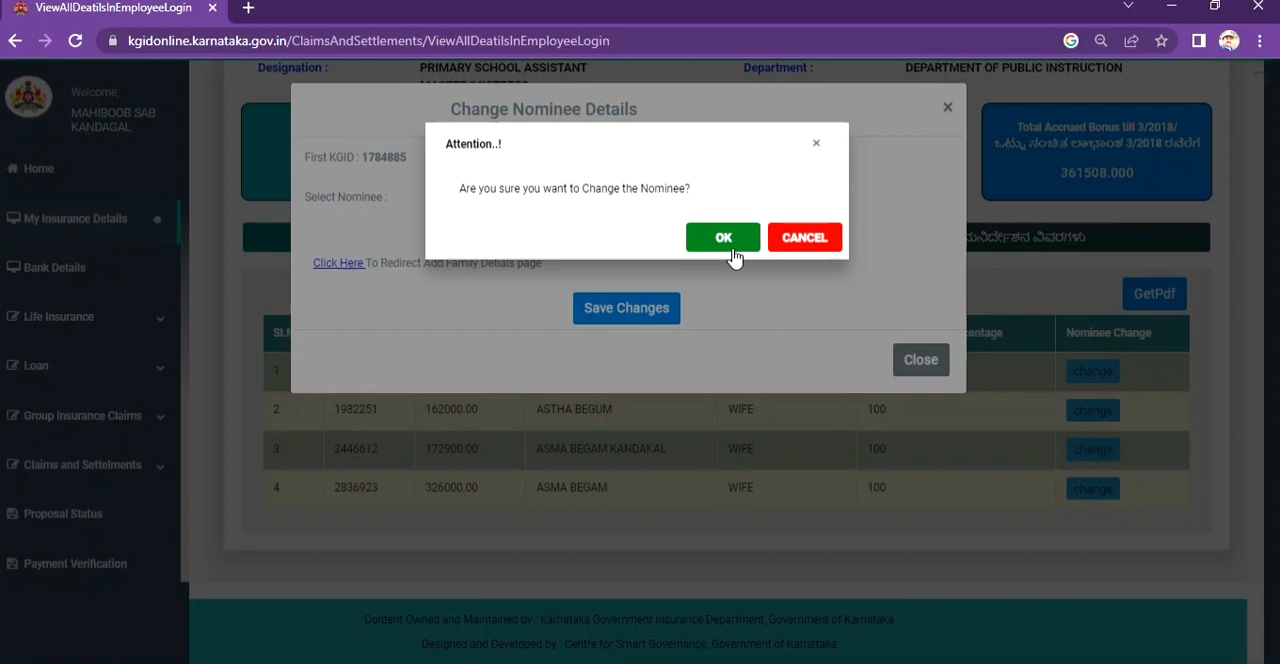 ViewAllDeatilsInEmployeeLogin
kgidonline.karnataka.gov.in/ClaimsAndSettlements/ViewAllDeatilsInEmployeeLogin
Welcome,
MAHIBOOB SAB
KANDAGAL
Home
My Insurance Details
Bank Details
Life Insurance
Loan
Group Insurance Claims
Claims and Settelments
Proposal Status
Payment Verification
Designation : PRIMARY SCHOOL ASSISTANT
Department : DEPARTMENT OF PUBLIC INSTRUCTION
Change Nominee Details ×
First KGID : 1784885
Select Nominee :
Attention..! ×
Are you sure you want to Change the Nominee?
OK CANCEL
Click Here To Redirect Add Family Detials page
Save Changes
Close
Total Accrued Bonus till 3/2018/
ಒಟ್ಟು ಸಂಚಿತ ಲಾಭಾಂಶ 3/2018 ರವರೆಗೆ
361508.000
ವಿವರಗಳು
GetPdf
Nominee Change
1 change
2 1982251 162000.00 ASTHA BEGUM WIFE 100 change
3 2446612 172900.00 ASMA BEGAM KANDAKAL WIFE 100 change
4 2836923 326000.00 ASMA BEGAM WIFE 100 change
Content Owned and Maintained by : Karnataka Government Insurance Department, Government of Karnataka
Designed and Developed by : Centre for Smart Governance, Government of Karnataka